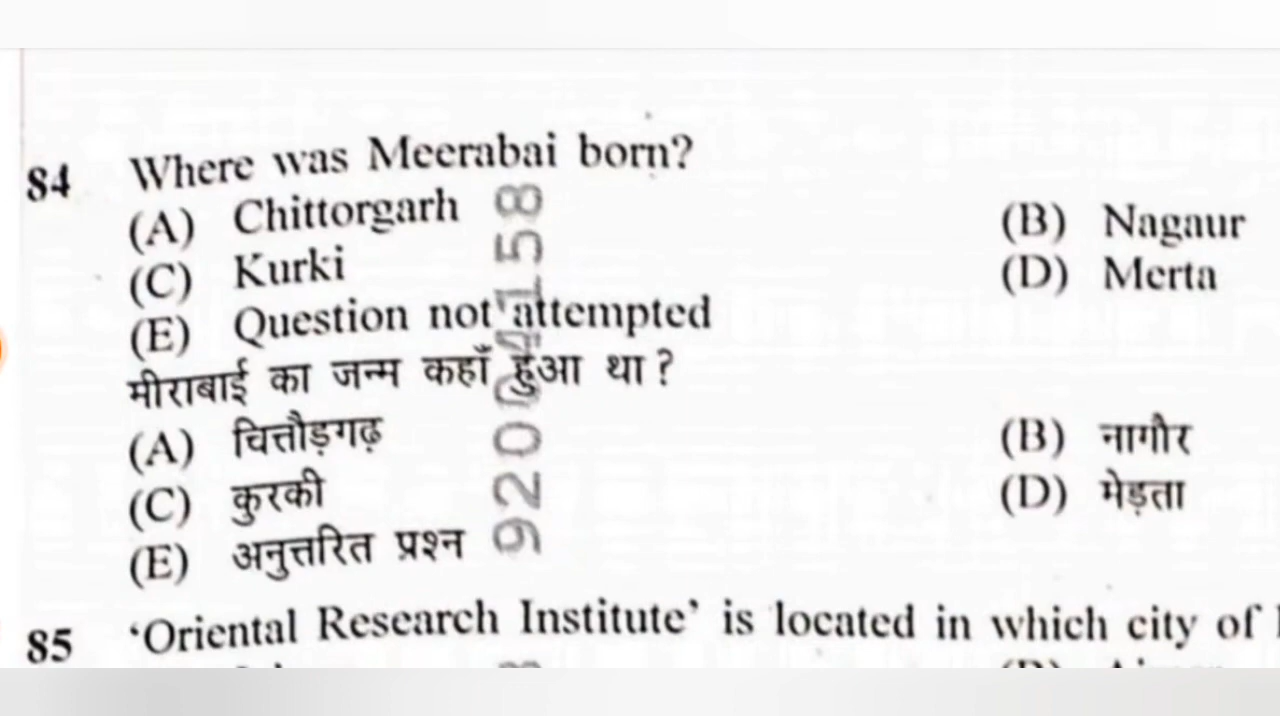 84 Where was Meerabai born?
(A) Chittorgarh (B) Nagaur
(C) Kurki (D) Merta
(E) Question not attempted
मीराबाई का जन्म कहाँ हुआ था ?
(A) चित्तौड़गढ़ (B) नागौर
(C) कुरकी (D) मेड़ता
(E) अनुत्तरित प्रश्न
85 ‘Oriental Research Institute’ is located in which city of